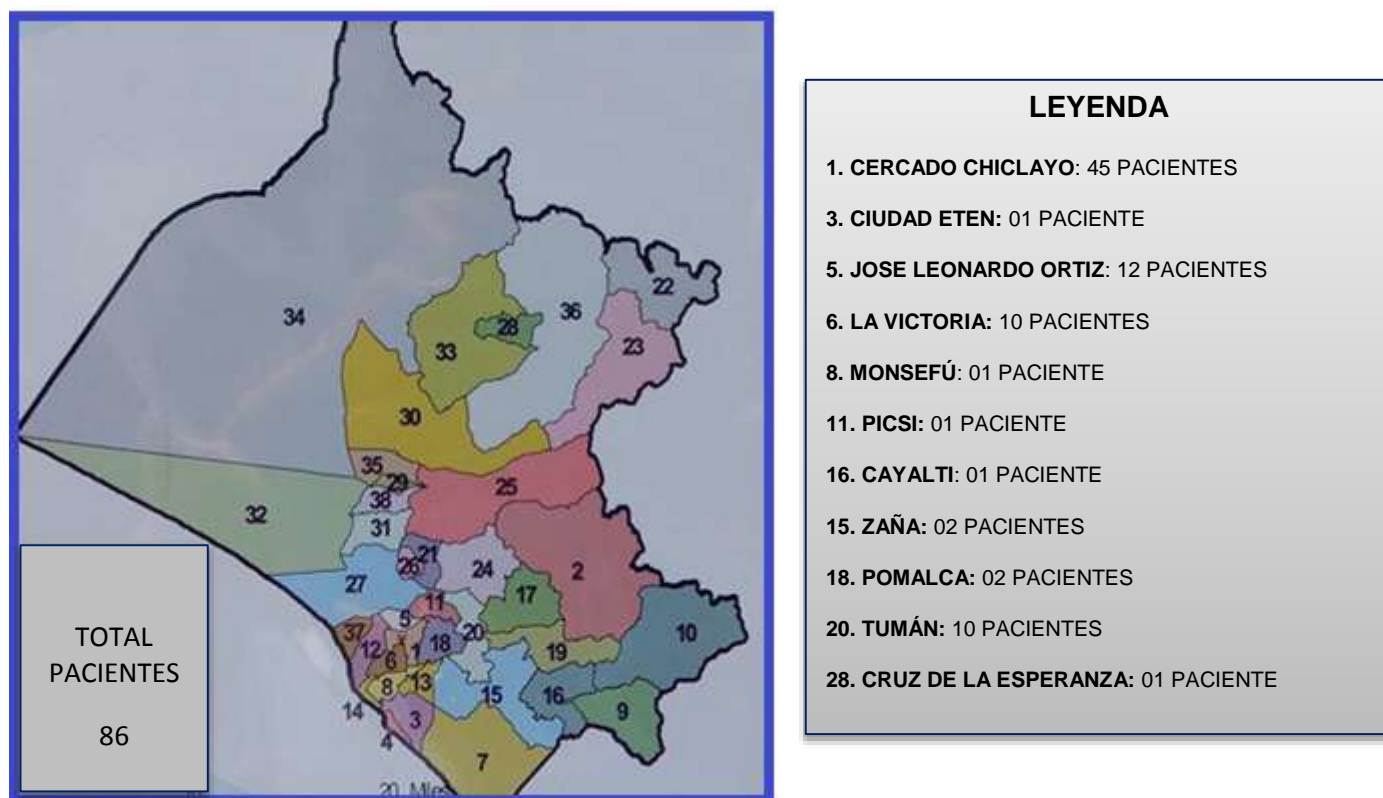 34
22
36
28
33
23
30
35
29
25
38
32
31
21
26
24
2
27
17
11
5
20
10
37
18
12
1
19
6
13
8
15
16
14
3
9
4
7
TOTAL
PACIENTES
86
20 Miles
LEYENDA
1. CERCADO CHICLAYO: 45 PACIENTES
3. CIUDAD ETEN: 01 PACIENTE
5. JOSE LEONARDO ORTIZ: 12 PACIENTES
6. LA VICTORIA: 10 PACIENTES
8. MONSEFÚ: 01 PACIENTE
11. PICSI: 01 PACIENTE
16. CAYALTI: 01 PACIENTE
15. ZAÑA: 02 PACIENTES
18. POMALCA: 02 PACIENTES
20. TUMÁN: 10 PACIENTES
28. CRUZ DE LA ESPERANZA: 01 PACIENTE